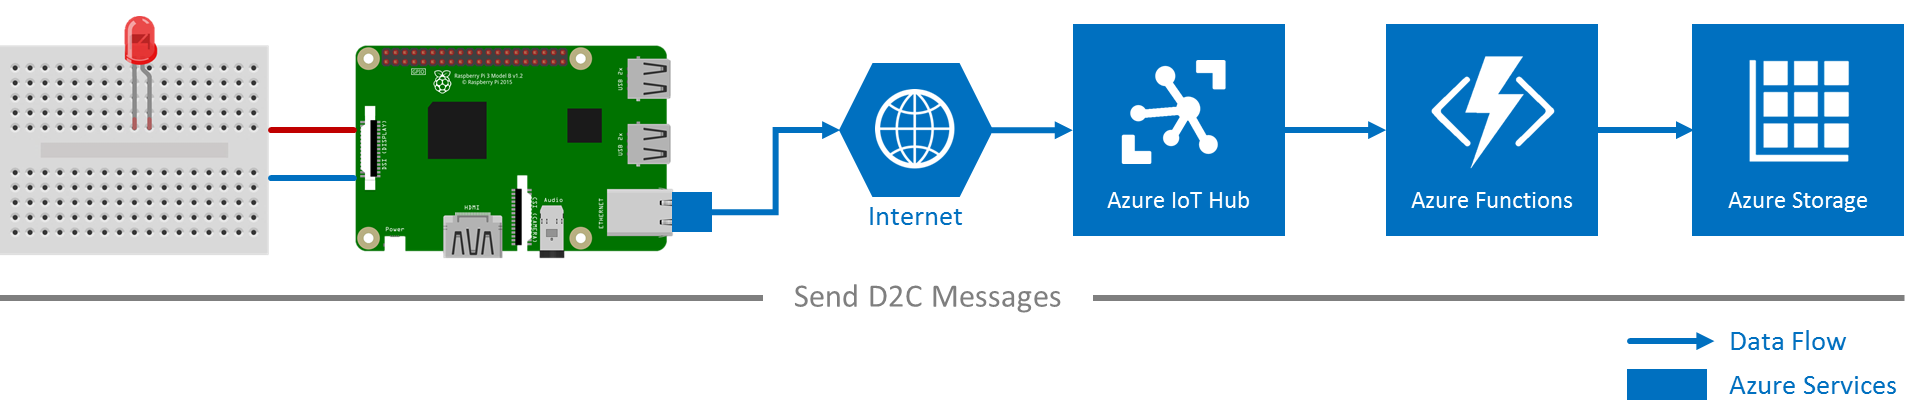 GPIO
Raspberry Pi 3 Model B v1.2
© Raspberry Pi 2015
USB 2x
DSI (DISPLAY)
USB 2x
CSI (CAMERA)
Audio
HDMI
ETHERNET
Power
Internet
Azure IoT Hub
Azure Functions
Azure Storage
Send D2C Messages
Data Flow
Azure Services